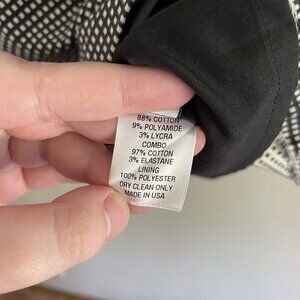 88% COTTON
9% POLYAMIDE
3% LYCRA
COMBO
97% COTTON
3% ELASTANE
LINING
100% POLYESTER
DRY CLEAN ONLY
MADE IN USA